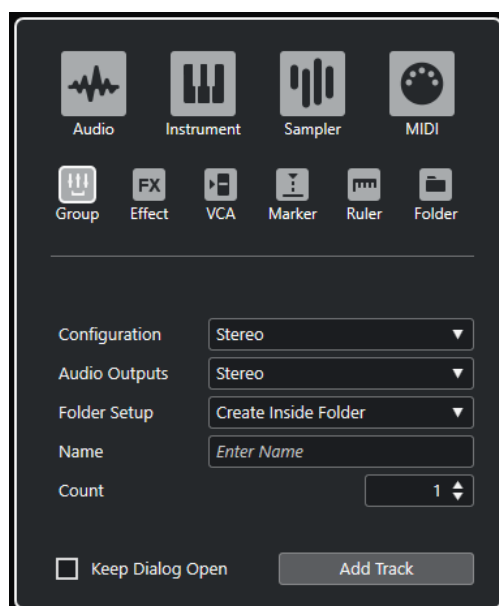 Audio Instrument Sampler MIDI
FX
Group Effect VCA Marker Ruler Folder
Configuration Stereo
Audio Outputs Stereo
Folder Setup Create Inside Folder
Name Enter Name
Count 1
Keep Dialog Open Add Track